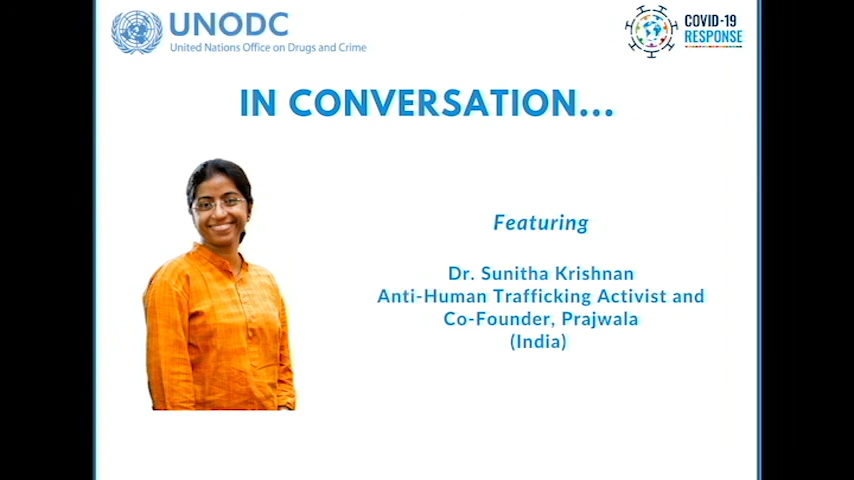 UNODC
United Nations Office on Drugs and Crime
COVID-19
RESPONSE
IN CONVERSATION...
Featuring
Dr. Sunitha Krishnan
Anti-Human Trafficking Activist and
Co-Founder, Prajwala
(India)